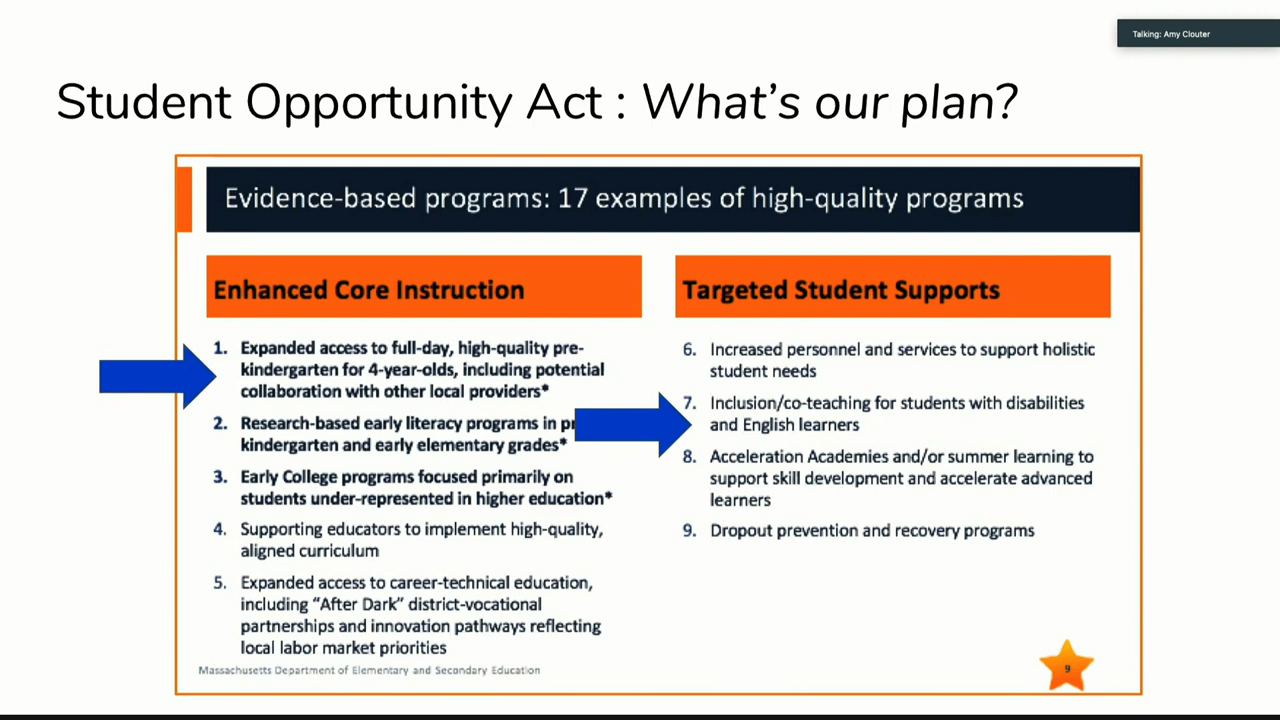 Talking: Amy Clouter
Student Opportunity Act : What's our plan?
Evidence-based programs: 17 examples of high-quality programs
Enhanced Core Instruction
1. Expanded access to full-day, high-quality pre-
kindergarten for 4-year-olds, including potential
collaboration with other local providers*
2. Research-based early literacy programs in
kindergarten and early elementary grades*
3. Early College programs focused primarily on
students under-represented in higher education*
4. Supporting educators to implement high-quality,
aligned curriculum
5. Expanded access to career-technical education,
including “After Dark” district-vocational
partnerships and innovation pathways reflecting
local labor market priorities
Targeted Student Supports
6. Increased personnel and services to support holistic
student needs
7. Inclusion/co-teaching for students with disabilities
and English learners
8. Acceleration Academies and/or summer learning to
support skill development and accelerate advanced
learners
9. Dropout prevention and recovery programs
Massachusetts Department of Elementary and Secondary Education
9